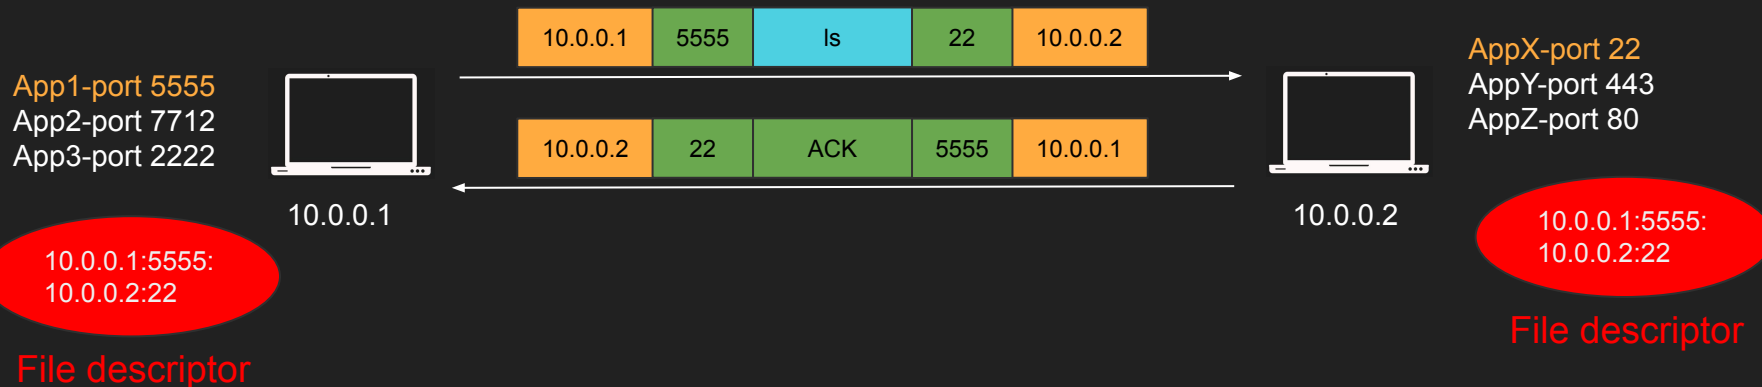 10.0.0.1 5555 ls 22 10.0.0.2
App1-port 5555
App2-port 7712
App3-port 2222
AppX-port 22
AppY-port 443
AppZ-port 80
10.0.0.2 22 ACK 5555 10.0.0.1
10.0.0.1
10.0.0.2
10.0.0.1:5555:
10.0.0.2:22
File descriptor
10.0.0.1:5555:
10.0.0.2:22
File descriptor